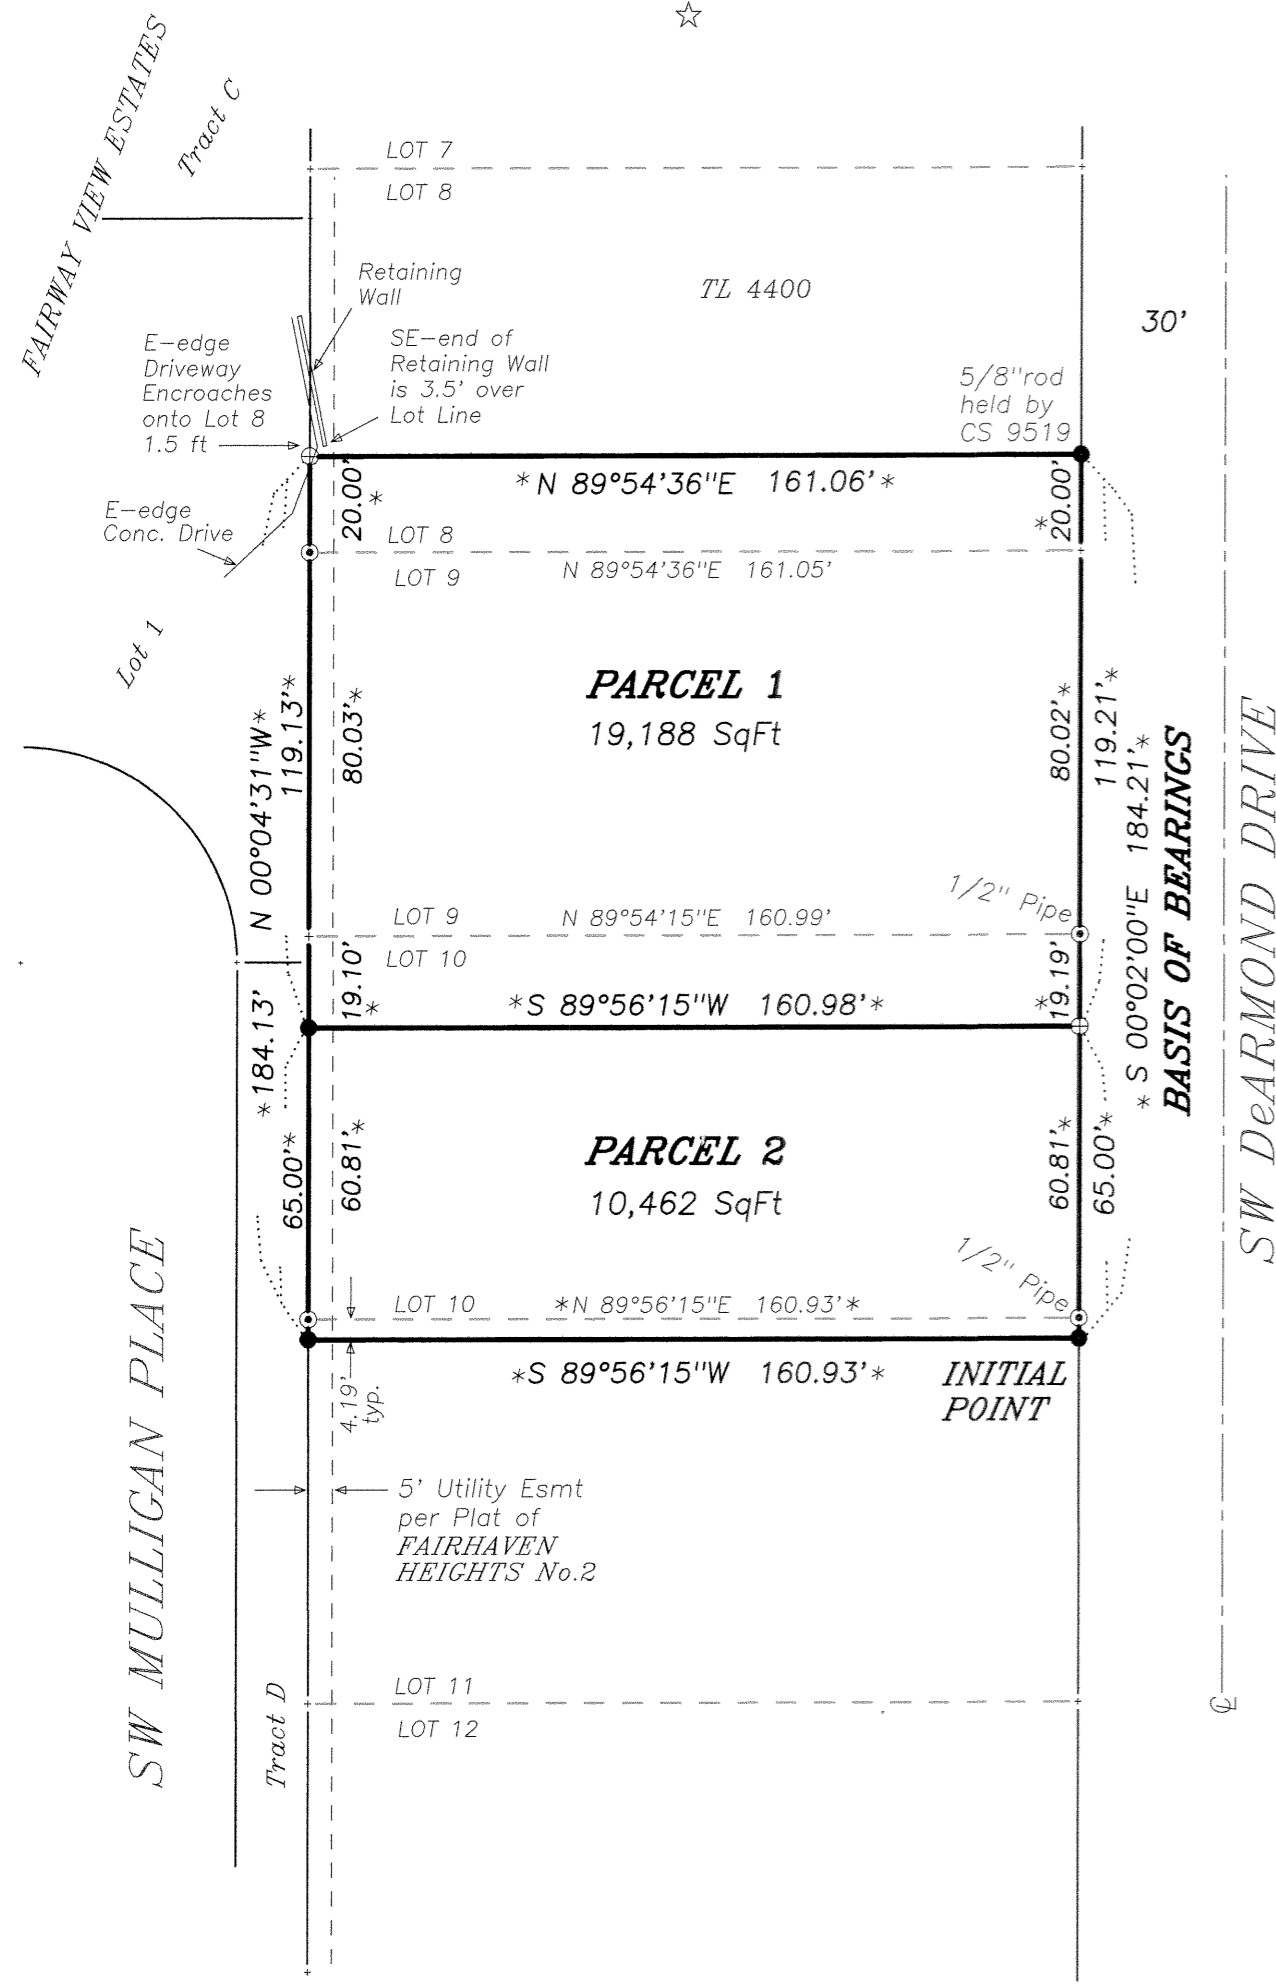 ☆
FAIRWAY VIEW ESTATES
Tract C
LOT 7
LOT 8
TL 4400
30'
Retaining
Wall
E-edge
Driveway
Encroaches
onto Lot 8
1.5 ft
SE-end of
Retaining Wall
is 3.5' over
Lot Line
5/8"rod
held by
CS 9519
*N 89°54'36"E 161.06'*
20.00'
*
*20.00'
E-edge
Conc. Drive
LOT 8
LOT 9
N 89°54'36"E 161.05'
Lot 1
PARCEL 1
19,188 SqFt
N 00°04'31"W*
119.13'*
80.03'*
80.02'*
119.21'*
*S 00°02'00"E 184.21'*
BASIS OF BEARINGS
SW DeARMOND DRIVE
1/2" Pipe
LOT 9
N 89°54'15"E 160.99'
LOT 10
19.10'
*
*19.19'
*S 89°56'15"W 160.98'*
*184.13'
65.00'*
60.81'*
PARCEL 2
10,462 SqFt
60.81'*
65.00'*
1/2" Pipe
LOT 10
*N 89°56'15"E 160.93'*
*S 89°56'15"W 160.93'*
INITIAL
POINT
4.19'
typ.
SW MULLIGAN PLACE
5' Utility Esmt
per Plat of
FAIRHAVEN
HEIGHTS No.2
Tract D
LOT 11
LOT 12
℄